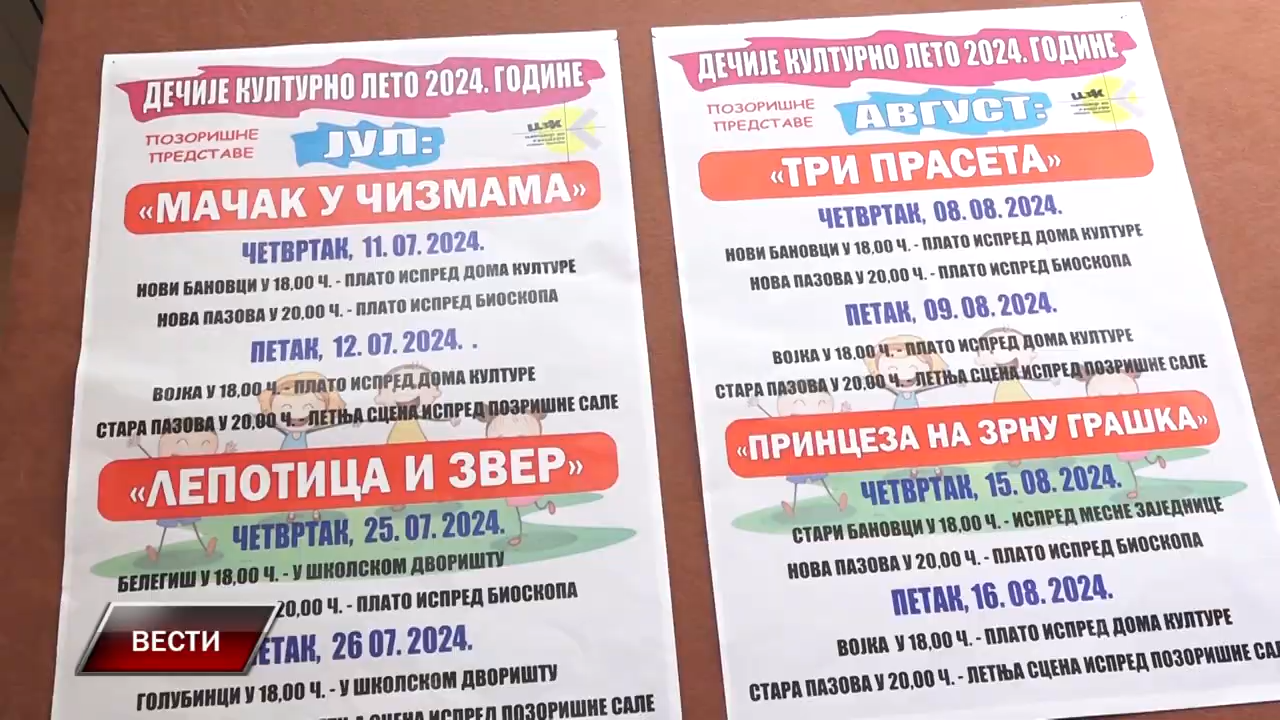 ДЕЧИЈЕ КУЛТУРНО ЛЕТО 2024. ГОДИНЕ
ПОЗОРИШНЕ
ПРЕДСТАВЕ
ЈУЛ:
«МАЧАК У ЧИЗМАМА»
ЧЕТВРТАК, 11.07.2024.
НОВИ БАНОВЦИ У 18,00 Ч. - ПЛАТО ИСПРЕД ДОМА КУЛТУРЕ
НОВА ПАЗОВА У 20,00 Ч. - ПЛАТО ИСПРЕД БИОСКОПА
ПЕТАК, 12.07.2024. .
ВОЈКА У 18,00 Ч. - ПЛАТО ИСПРЕД ДОМА КУЛТУРЕ
СТАРА ПАЗОВА У 20,00 Ч. - ЛЕТЊА СЦЕНА ИСПРЕД ПОЗРИШНЕ САЛЕ
«ЛЕПОТИЦА И ЗВЕР»
ЧЕТВРТАК, 25.07.2024.
БЕЛЕГИШ У 18,00 Ч. - У ШКОЛСКОМ ДВОРИШТУ
20,00 Ч. - ПЛАТО ИСПРЕД БИОСКОПА
ЕТАК, 26 07. 2024.
ГОЛУБИНЦИ У 18,00 Ч. - У ШКОЛСКОМ ДВОРИШТУ
СЦЕНА ИСПРЕД ПОЗОРИШНЕ САЛЕ
ДЕЧИЈЕ КУЛТУРНО ЛЕТО 2024. ГОДИНЕ
ПОЗОРИШНЕ
ПРЕДСТАВЕ
АВГУСТ:
«ТРИ ПРАСЕТА»
ЧЕТВРТАК, 08.08.2024.
НОВИ БАНОВЦИ У 18,00 Ч. - ПЛАТО ИСПРЕД ДОМА КУЛТУРЕ
НОВА ПАЗОВА У 20,00 Ч. - ПЛАТО ИСПРЕД БИОСКОПА
ПЕТАК, 09.08.2024.
ВОЈКА У 18,00 Ч. - ПЛАТО ИСПРЕД ДОМА КУЛТУРЕ
СТАРА ПАЗОВА У 20,00 Ч. - ЛЕТЊА СЦЕНА ИСПРЕД ПОЗОРИШНЕ САЛЕ
«ПРИНЦЕЗА НА ЗРНУ ГРАШКА»
ЧЕТВРТАК, 15.08.2024.
СТАРИ БАНОВЦИ У 18,00 Ч. - ИСПРЕД МЕСНЕ ЗАЈЕДНИЦЕ
НОВА ПАЗОВА У 20,00 Ч. - ПЛАТО ИСПРЕД БИОСКОПА
ПЕТАК, 16.08.2024.
ВОЈКА У 18,00 Ч. - ПЛАТО ИСПРЕД ДОМА КУЛТУРЕ
СТАРА ПАЗОВА У 20,00 Ч. - ЛЕТЊА СЦЕНА ИСПРЕД ПОЗОРИШНЕ САЛ
ВЕСТИ